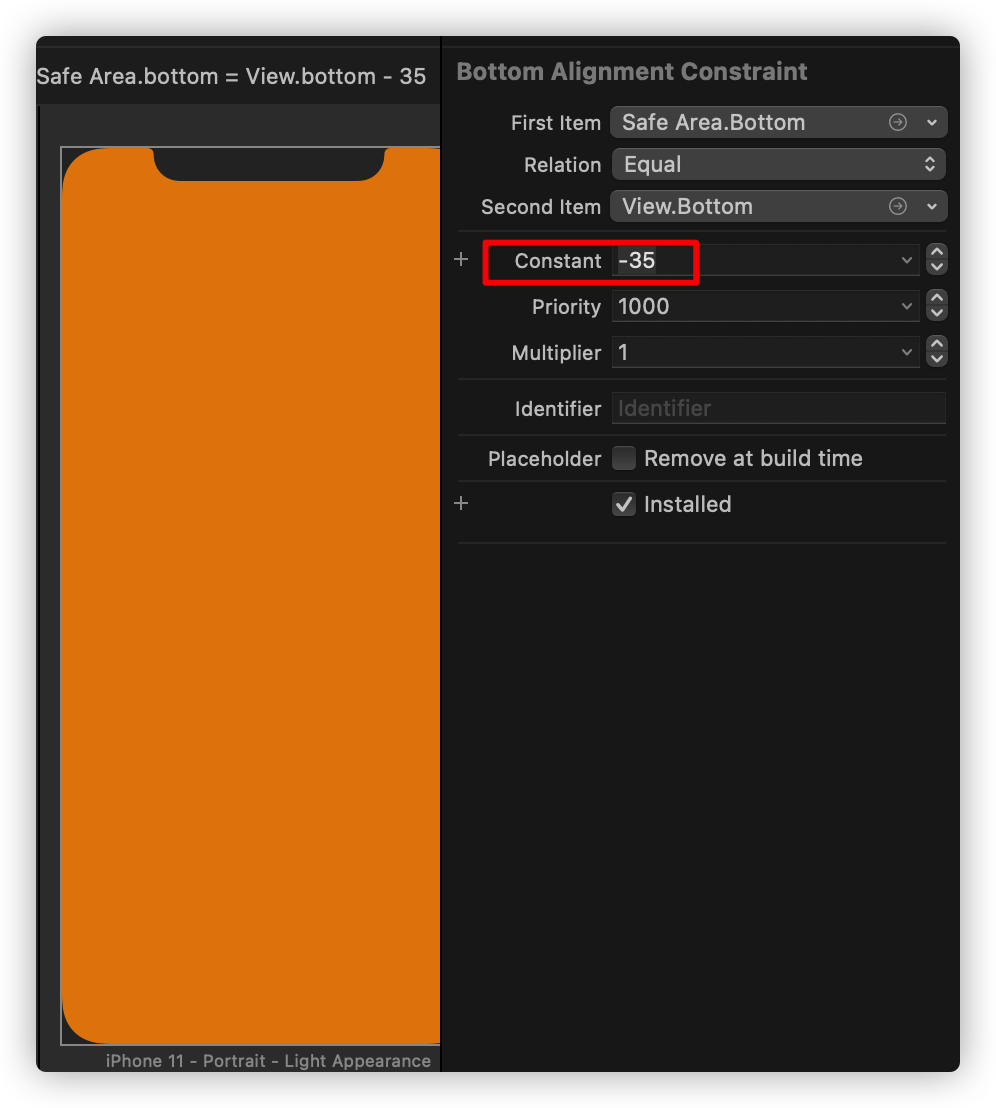 Safe Area.bottom = View.bottom - 35
Bottom Alignment Constraint
First Item Safe Area.Bottom
Relation Equal
Second Item View.Bottom
+ Constant -35
Priority 1000
Multiplier 1
Identifier Identifier
Placeholder Remove at build time
+ Installed
iPhone 11 - Portrait - Light Appearance